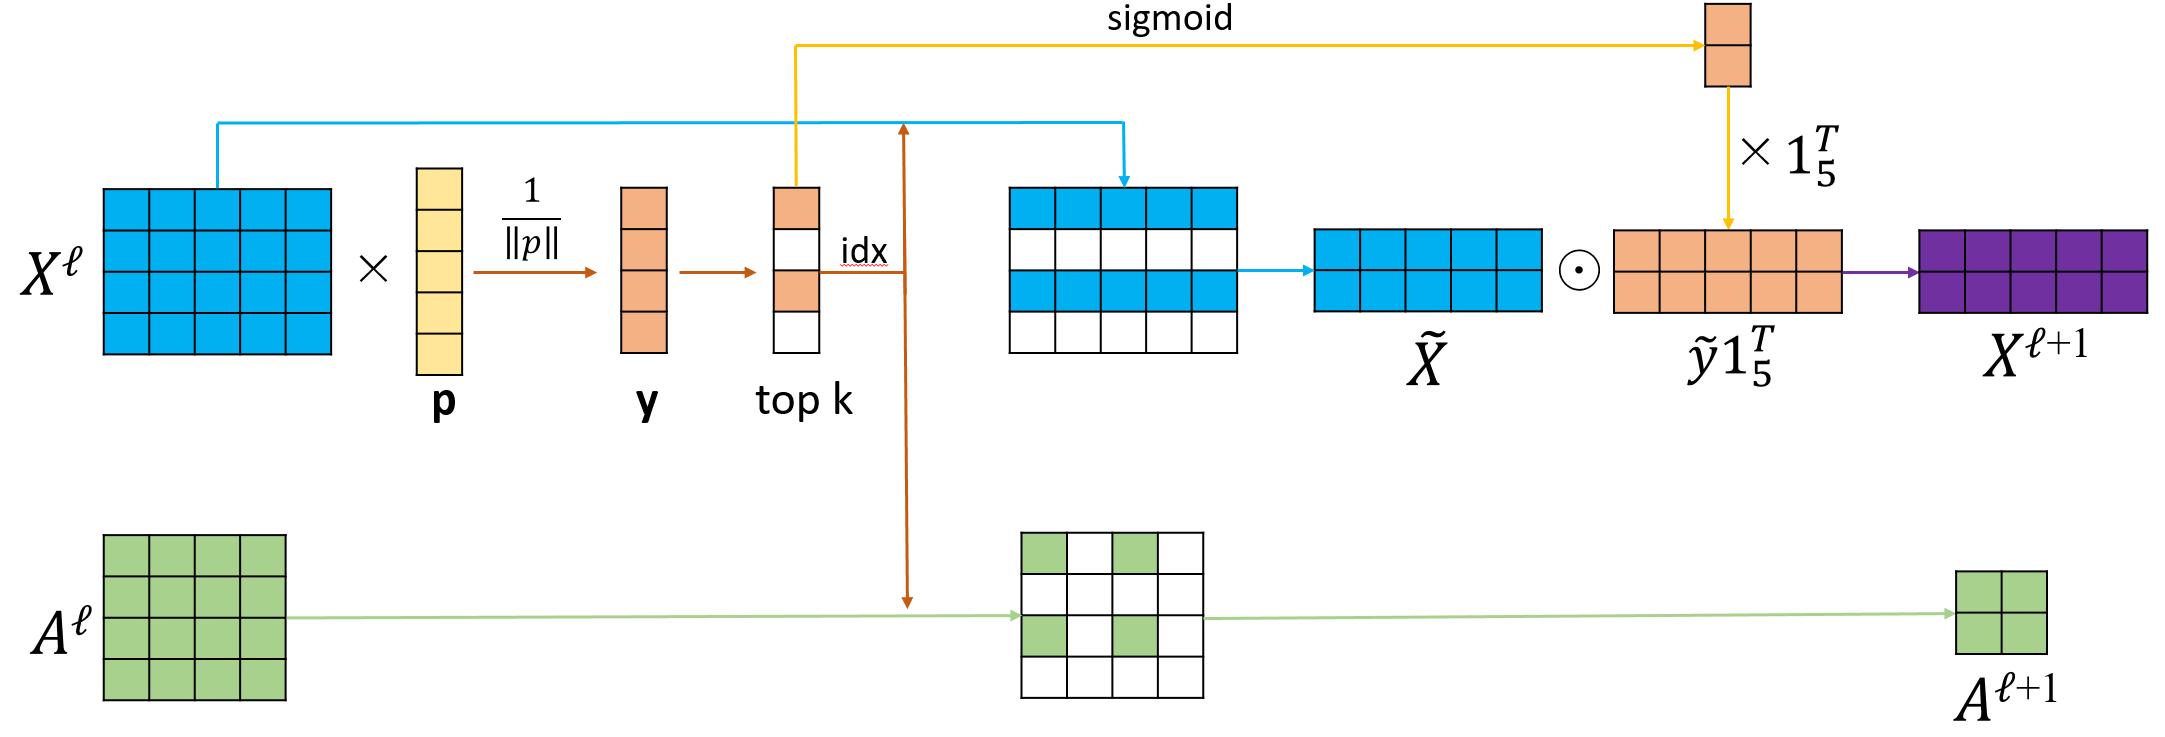 sigmoid
× 1₅ᵀ
X^ℓ
×
1
‖p‖
idx
⊙
p
y
top k
X̃
ỹ1₅ᵀ
X^{ℓ+1}
A^ℓ
A^{ℓ+1}